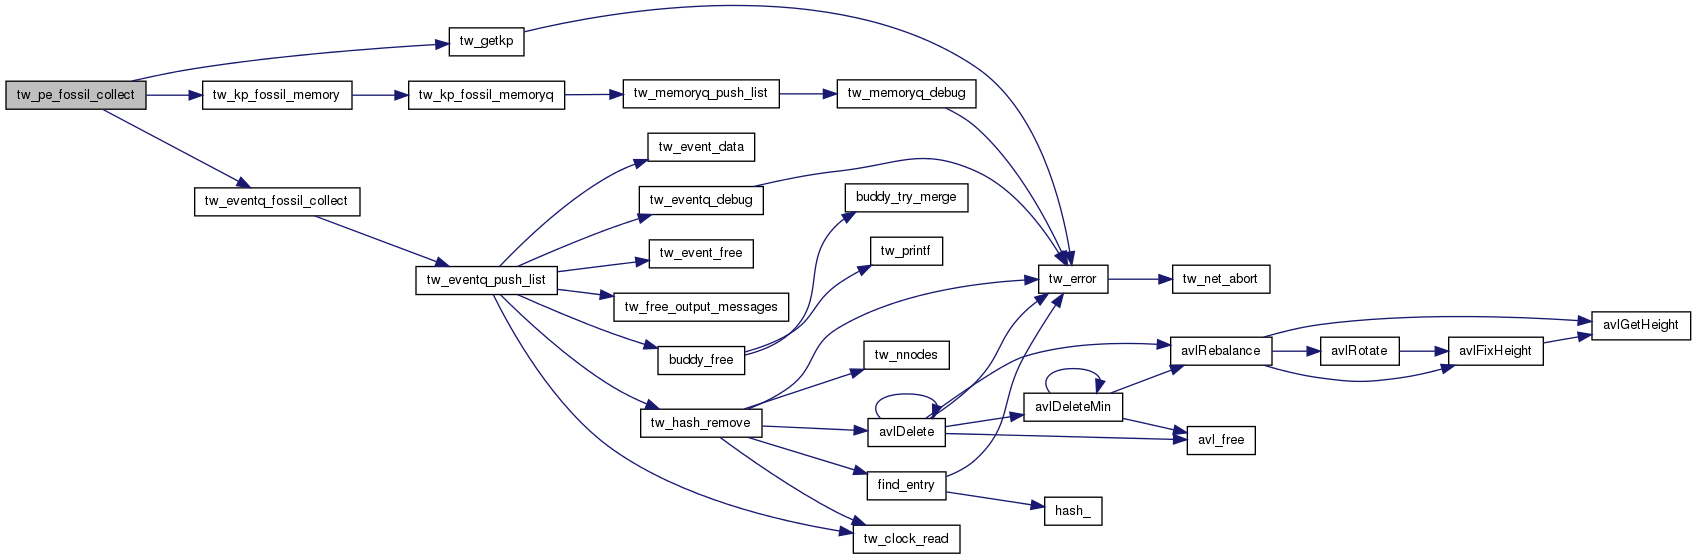 tw_pe_fossil_collect
tw_getkp
tw_kp_fossil_memory
tw_kp_fossil_memoryq
tw_memoryq_push_list
tw_memoryq_debug
tw_eventq_fossil_collect
tw_eventq_push_list
tw_event_data
tw_eventq_debug
tw_event_free
tw_free_output_messages
buddy_free
tw_hash_remove
buddy_try_merge
tw_printf
tw_nnodes
avlDelete
find_entry
tw_clock_read
tw_error
avlDeleteMin
hash_
tw_net_abort
avlRebalance
avl_free
avlRotate
avlFixHeight
avlGetHeight